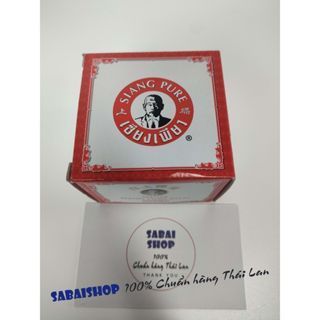 SIANG PURE
เซียงเพียว
®
SABAI
SHOP
100%
Chuẩn hàng Thái Lan
THANK YOU
SABAISHOP 100% Chuẩn hàng Thái Lan